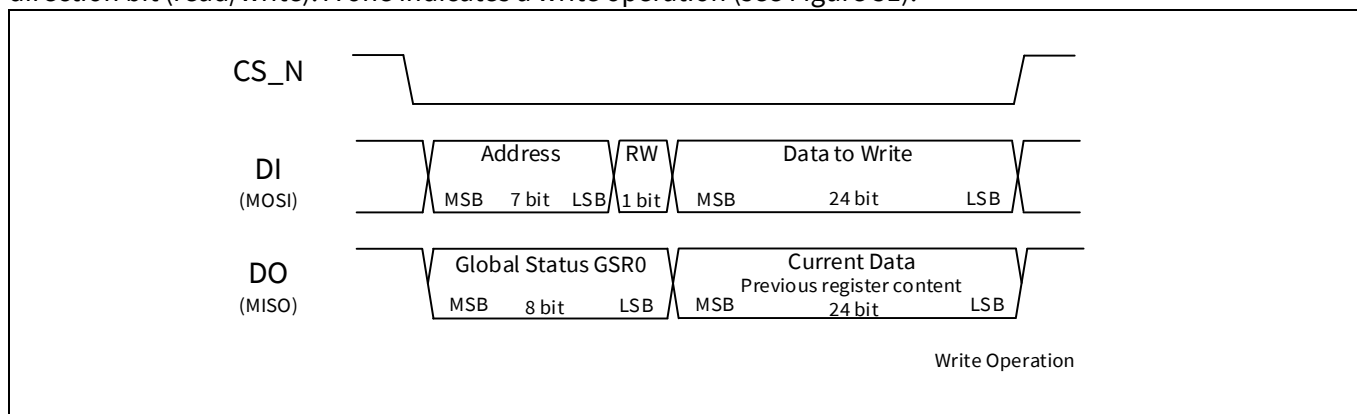 direction bit (read/write). A one indicates a write operation (see Figure
CS_N
DI
(MOSI)
Address RW Data to Write
MSB 7 bit LSB 1 bit MSB 24 bit LSB
DO
(MISO)
Global Status GSR0 Current Data
Previous register content
MSB 8 bit LSB MSB 24 bit LSB
Write Operation